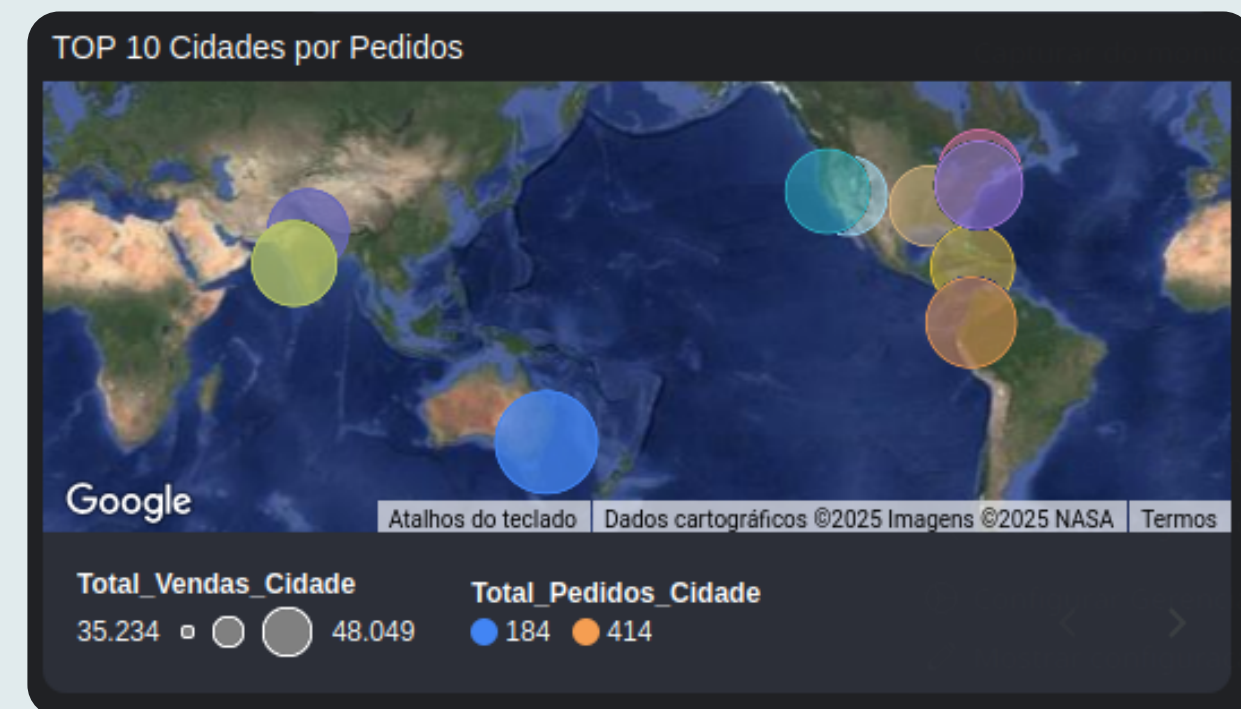 TOP 10 Cidades por Pedidos
Google
Atalhos do teclado
Dados cartográficos ©2025 Imagens ©2025 NASA
Termos
Total_Vendas_Cidade
35.234
48.049
Total_Pedidos_Cidade
184
414